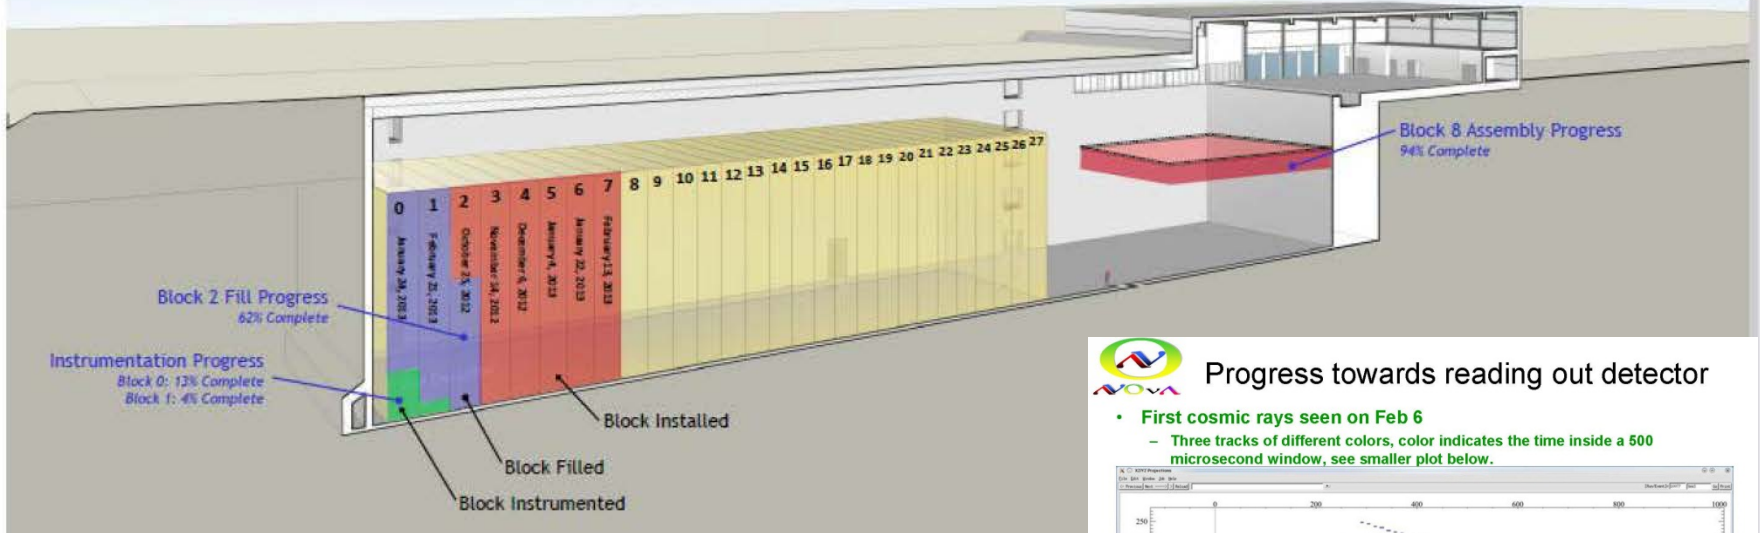 Block 8 Assembly Progress
94% Complete
0 1 2 3 4 5 6 7 8 9 10 11 12 13 14 15 16 17 18 19 20 21 22 23 24 25 26 27
January 24, 2013
February 21, 2013
October 25, 2012
November 14, 2012
December 6, 2012
January 4, 2013
January 22, 2013
February 13, 2013
Block 2 Fill Progress
62% Complete
Instrumentation Progress
Block 0: 13% Complete
Block 1: 4% Complete
Block Installed
Block Filled
Block Instrumented
NOvA
Progress towards reading out detector
• First cosmic rays seen on Feb 6
– Three tracks of different colors, color indicates the time inside a 500
microsecond window, see smaller plot below.
0 200 400 600 800 1000
250